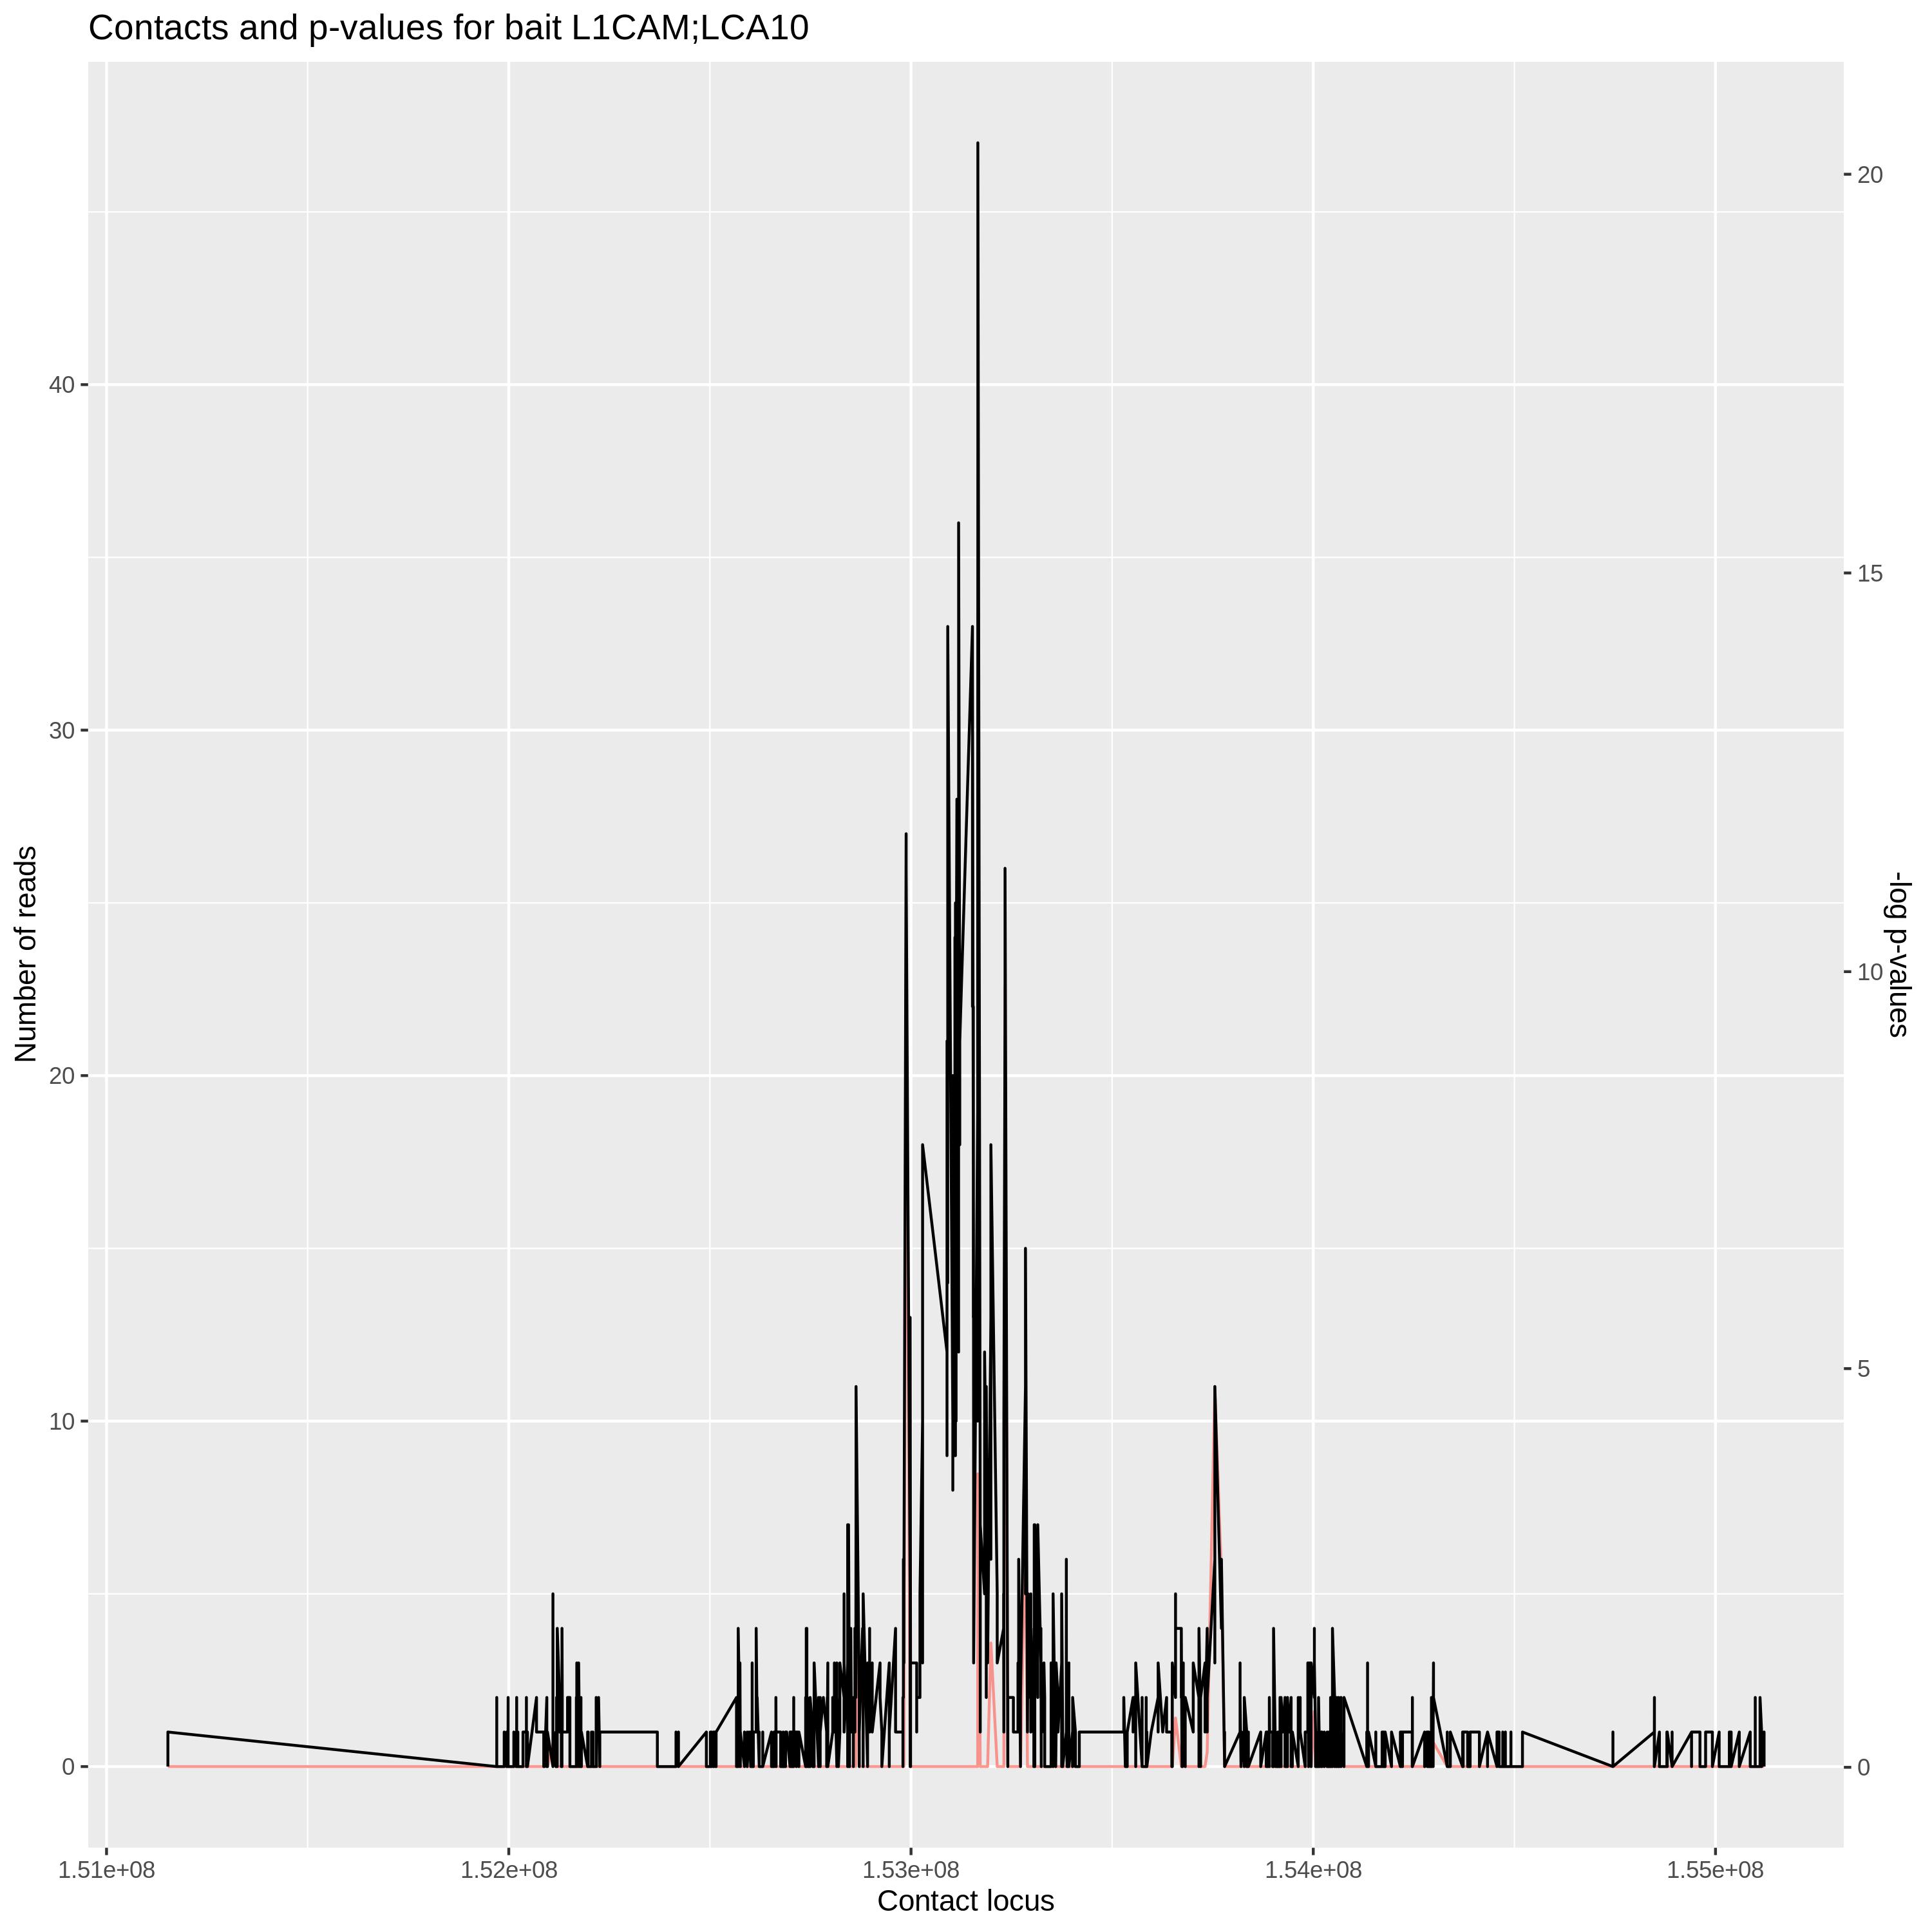 Contacts and p-values for bait L1CAM;LCA10
Number of reads
40
30
20
10
0
20
15
10
5
0
-log p-values
1.51e+08 1.52e+08 1.53e+08 1.54e+08 1.55e+08
Contact locus